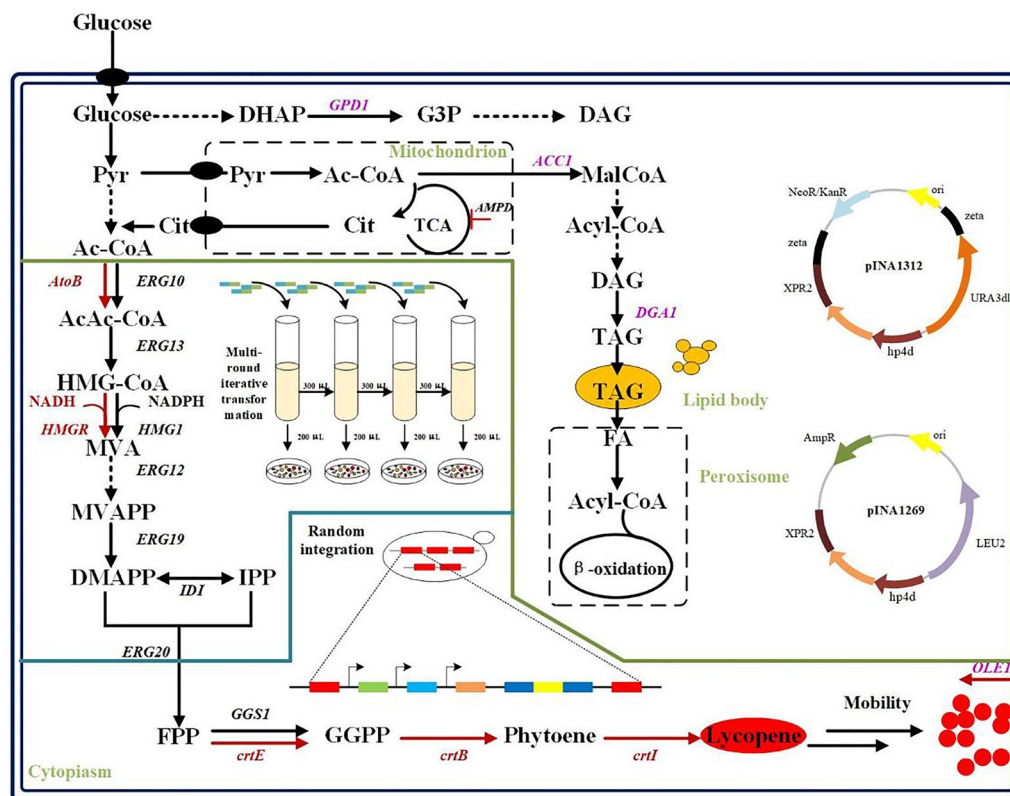 Glucose
Glucose
DHAP
GPD1
G3P
DAG
Mitochondrion
Pyr
Pyr
Ac-CoA
ACC1
MalCoA
Cit
Cit
TCA
AMPD
Acyl-CoA
Ac-CoA
AtoB
ERG10
DAG
AcAc-CoA
DGA1
ERG13
TAG
HMG-CoA
NADH
NADPH
HMGR
HMG1
MVA
TAG
Lipid body
ERG12
MVAPP
ERG19
DMAPP
IDI
IPP
ERG20
Multi-
round
iterative
transfor
mation
300 μL
300 μL
300 μL
200 μL
200 μL
200 μL
200 μL
FA
Peroxisome
Acyl-CoA
β-oxidation
NeoR/KanR
ori
zeta
zeta
pINA1312
XPR2
URA3dl
hp4d
AmpR
ori
XPR2
pINA1269
LEU2
hp4d
Random
integration
OLE1
FPP
GGS1
crtE
GGPP
crtB
Phytoene
crtI
Lycopene
Mobility
Cytopiasm